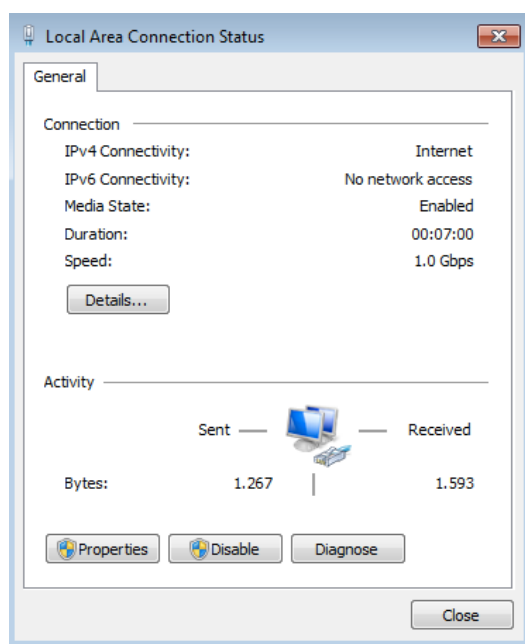 Local Area Connection Status
General
Connection
IPv4 Connectivity: Internet
IPv6 Connectivity: No network access
Media State: Enabled
Duration: 00:07:00
Speed: 1.0 Gbps
Details...
Activity
Sent Received
Bytes: 1.267 1.593
Properties Disable Diagnose
Close